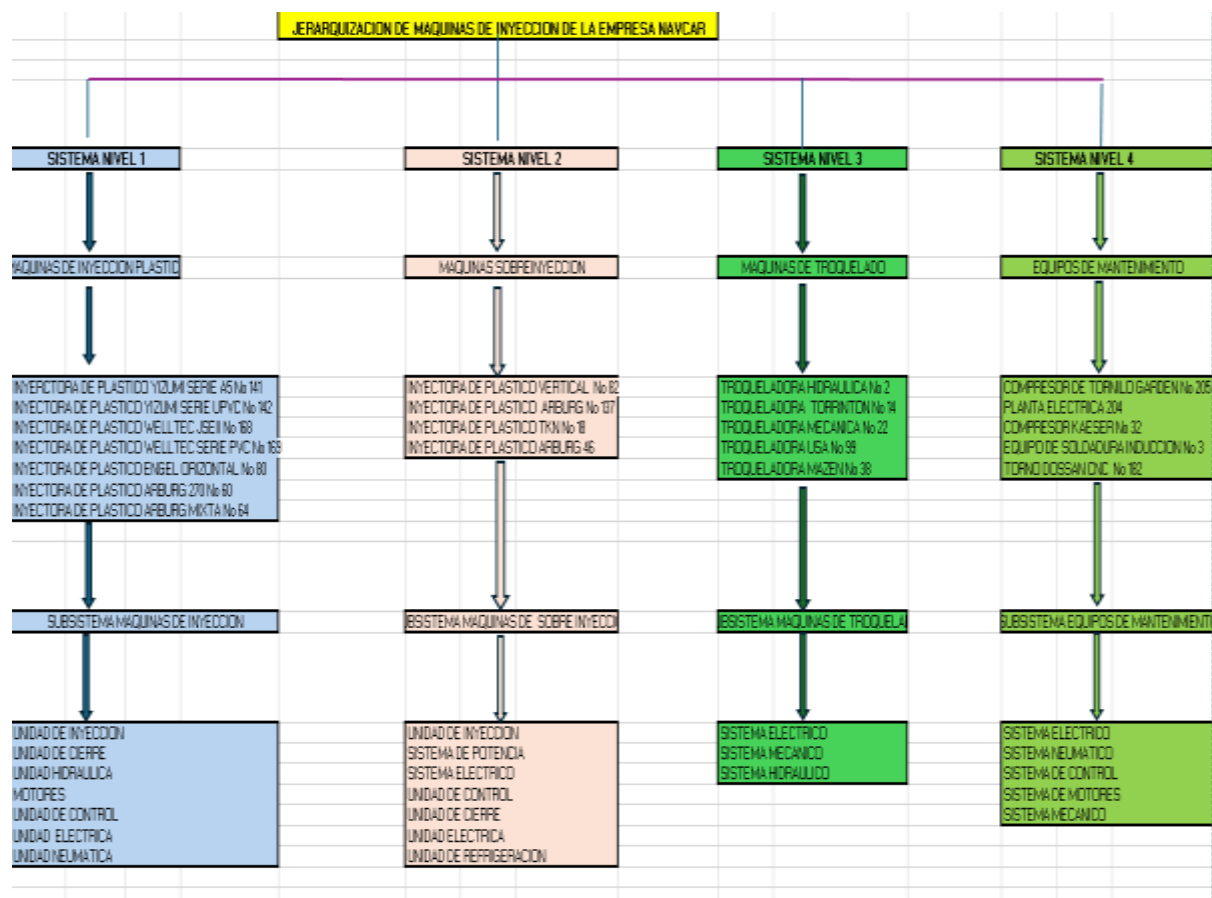 JERARQUIZACION DE MAQUINAS DE INYECCION DE LA EMPRESA NAVCAR
SISTEMA NIVEL 1
MAQUINAS DE INYECCION PLASTIC
INYERCTORA DE PLASTICO YIZUMI SERIE A5 No 141
INYECTORA DE PLASTICO YIZUMI SERIE UPVC No 142
INYECTORA DE PLASTICO WELLTEC JSEII No 168
INYECTORA DE PLASTICO WELLTEC SERIE PVC No 169
INYECTORA DE PLASTICO ENGEL ORIZONTAL No 80
INYECTORA DE PLASTICO ARBURG 270 No 60
INYECTORA DE PLASTICO ARBURG MIXTA No 64
SUBSISTEMA MAQUINAS DE INYECCION
UNIDAD DE INYECCION
UNIDAD DE CIERRE
UNIDAD HIDRAULICA
MOTORES
UNIDAD DE CONTROL
UNIDAD ELECTRICA
UNIDAD NEUMATICA
SISTEMA NIVEL 2
MAQUINAS SOBREINYECCION
INYECTORA DE PLASTICO VERTICAL No 62
INYECTORA DE PLASTICO ARBURG No 137
INYECTORA DE PLASTICO TKN No 18
INYECTORA DE PLASTICO ARBURG 46
BSISTEMA MAQUINAS DE SOBRE INYECCI
UNIDAD DE INYECCION
SISTEMA DE POTENCIA
SISTEMA ELECTRICO
UNIDAD DE CONTROL
UNIDAD DE CIERRE
UNIDAD ELECTRICA
UNIDAD DE REFRIGERACION
SISTEMA NIVEL 3
MAQUINAS DE TROQUELADO
TROQUELADORA HIDRAULICA No 2
TROQUELADORA TORRINTON No 14
TROQUELADORA MECANICA No 22
TROQUELADORA USA No 99
TROQUELADORA MAZEN No 38
BSISTEMA MAQUINAS DE TROQUELA
SISTEMA ELECTRICO
SISTEMA MECANICO
SISTEMA HIDRAULICO
SISTEMA NIVEL 4
EQUIPOS DE MANTENIMIENTO
COMPRESOR DE TORNILO GARDEN No 205
PLANTA ELECTRICA 204
COMPRESOR KAESER No 32
EQUIPO DE SOLDADURA INDUCCION No 3
TORNO DOSSAN CNC No 182
SUBSISTEMA EQUIPOS DE MANTENIMIENT
SISTEMA ELECTRICO
SISTEMA NEUMATICO
SISTEMA DE CONTROL
SISTEMA DE MOTORES
SISTEMA MECANICO